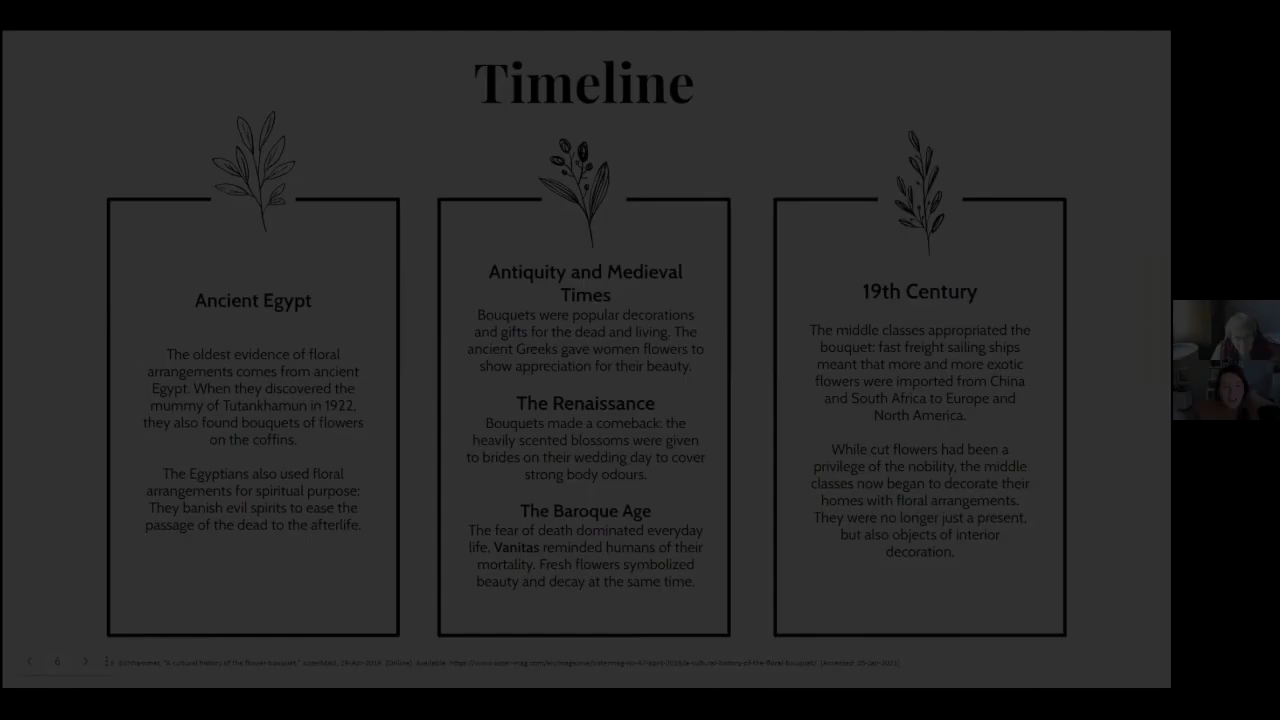 Timeline
Ancient Egypt
The oldest evidence of floral
arrangements comes from ancient
Egypt. When they discovered the
mummy of Tutankhamun in 1922,
they also found bouquets of flowers
on the coffins.
The Egyptians also used floral
arrangements for spiritual purpose:
They banish evil spirits to ease the
passage of the dead to the afterlife.
Antiquity and Medieval
Times
Bouquets were popular decorations
and gifts for the dead and living. The
ancient Greeks gave women flowers to
show appreciation for their beauty.
The Renaissance
Bouquets made a comeback: the
heavily scented blossoms were given
to brides on their wedding day to cover
strong body odours.
The Baroque Age
The fear of death dominated everyday
life. Vanitas reminded humans of their
mortality. Fresh flowers symbolized
beauty and decay at the same time.
19th Century
The middle classes appropriated the
bouquet: fast freight sailing ships
meant that more and more exotic
flowers were imported from China
and South Africa to Europe and
North America.
While cut flowers had been a
privilege of the nobility, the middle
classes now began to decorate their
homes with floral arrangements.
They were no longer just a present,
but also objects of interior
decoration.
6
"A cultural history of the flower bouquet," [Online]. Available: